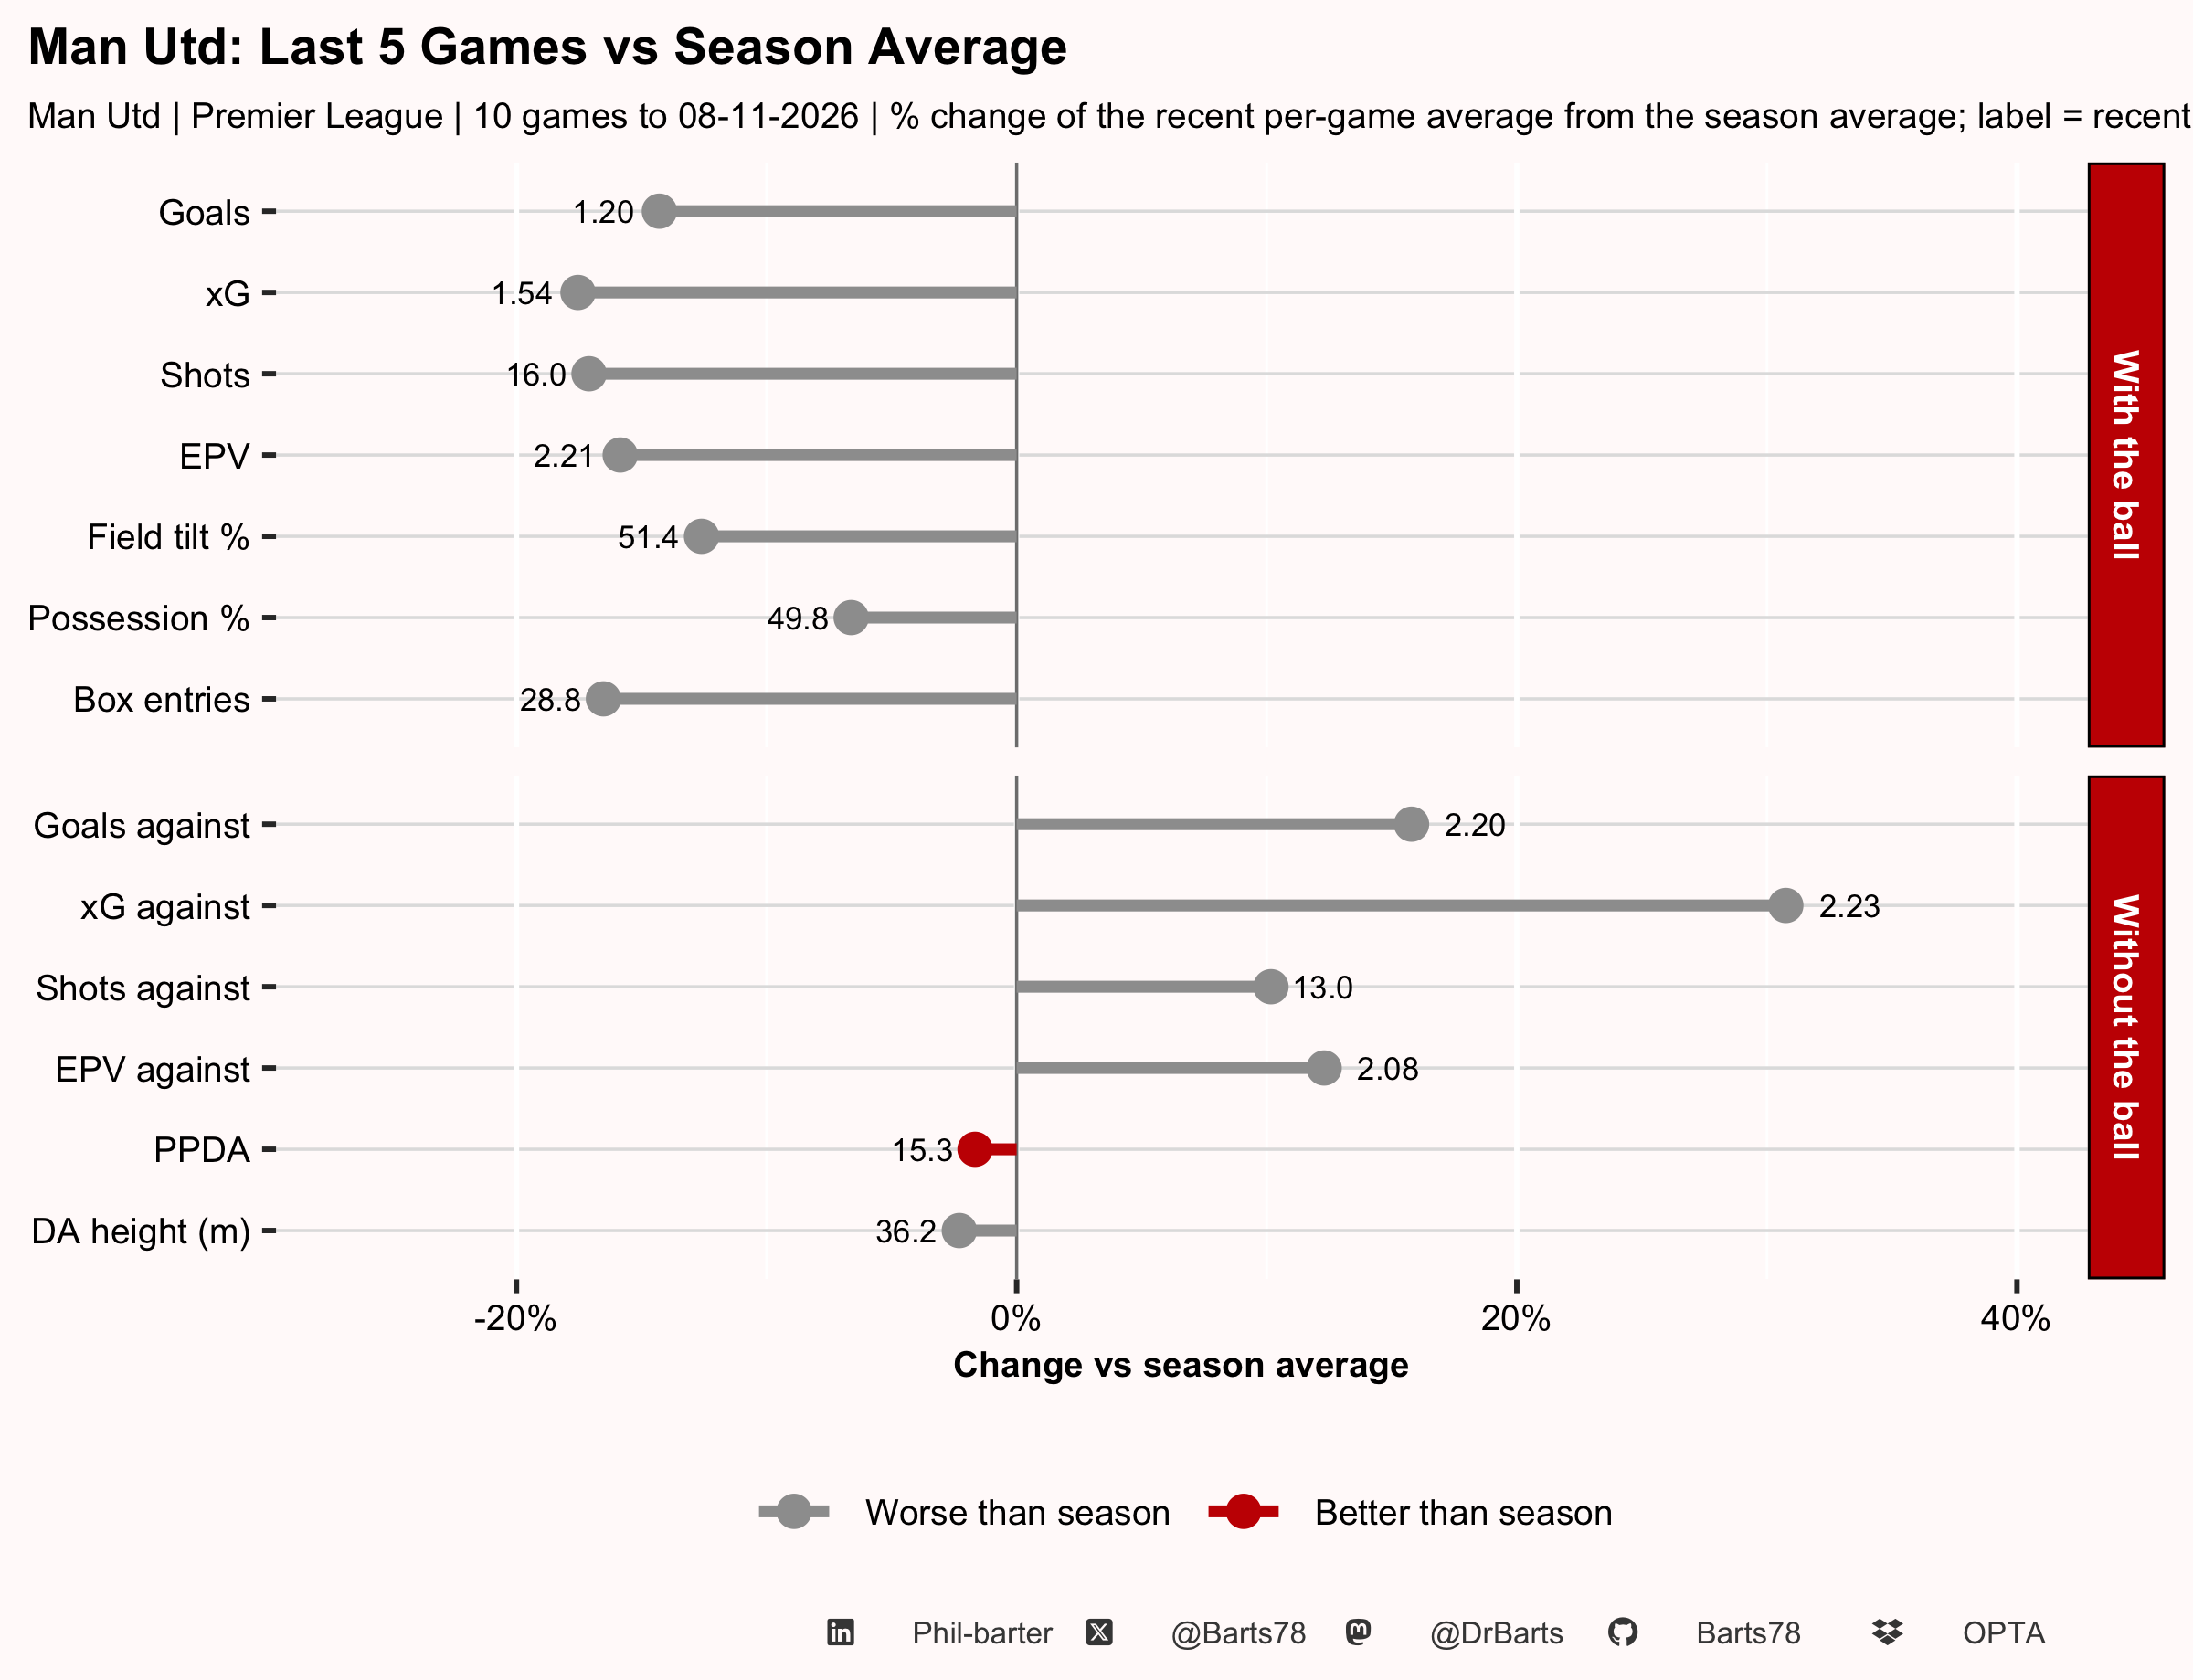 Man Utd: Last 5 Games vs Season Average
Man Utd | Premier League | 10 games to 08-11-2026 | % change of the recent per-game average from the season average; label = recent
Goals
1.20
xG
1.54
Shots
16.0
EPV
2.21
Field tilt %
51.4
Possession %
49.8
Box entries
28.8
With the ball
Goals against
2.20
xG against
2.23
Shots against
13.0
EPV against
2.08
PPDA
15.3
DA height (m)
36.2
Without the ball
-20% 0% 20% 40%
Change vs season average
Worse than season Better than season
Phil-barter @Barts78 @DrBarts Barts78 OPTA